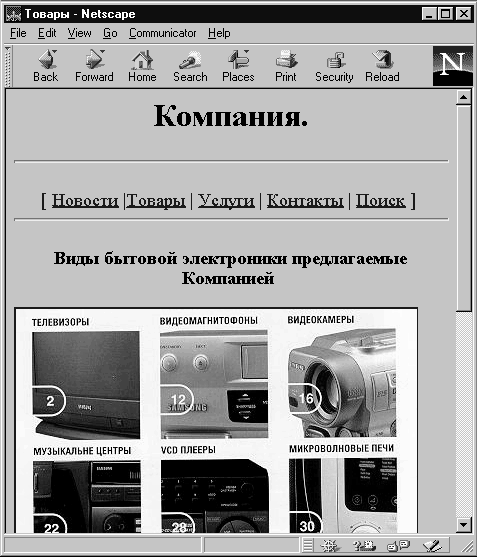 Товары - Netscape
File Edit View Go Communicator Help
Back Forward Home Search Places Print Security Reload
N
Компания.
[ Новости |Товары | Услуги | Контакты | Поиск ]
Виды бытовой электроники предлагаемые
Компанией
ТЕЛЕВИЗОРЫ ВИДЕОМАГНИТОФОНЫ ВИДЕОКАМЕРЫ
2 12 16
SAMSUNG
МУЗЫКАЛЬНЕ ЦЕНТРЫ VCD ПЛЕЕРЫ МИКРОВОЛНОВЫЕ ПЕЧИ
22 28 30